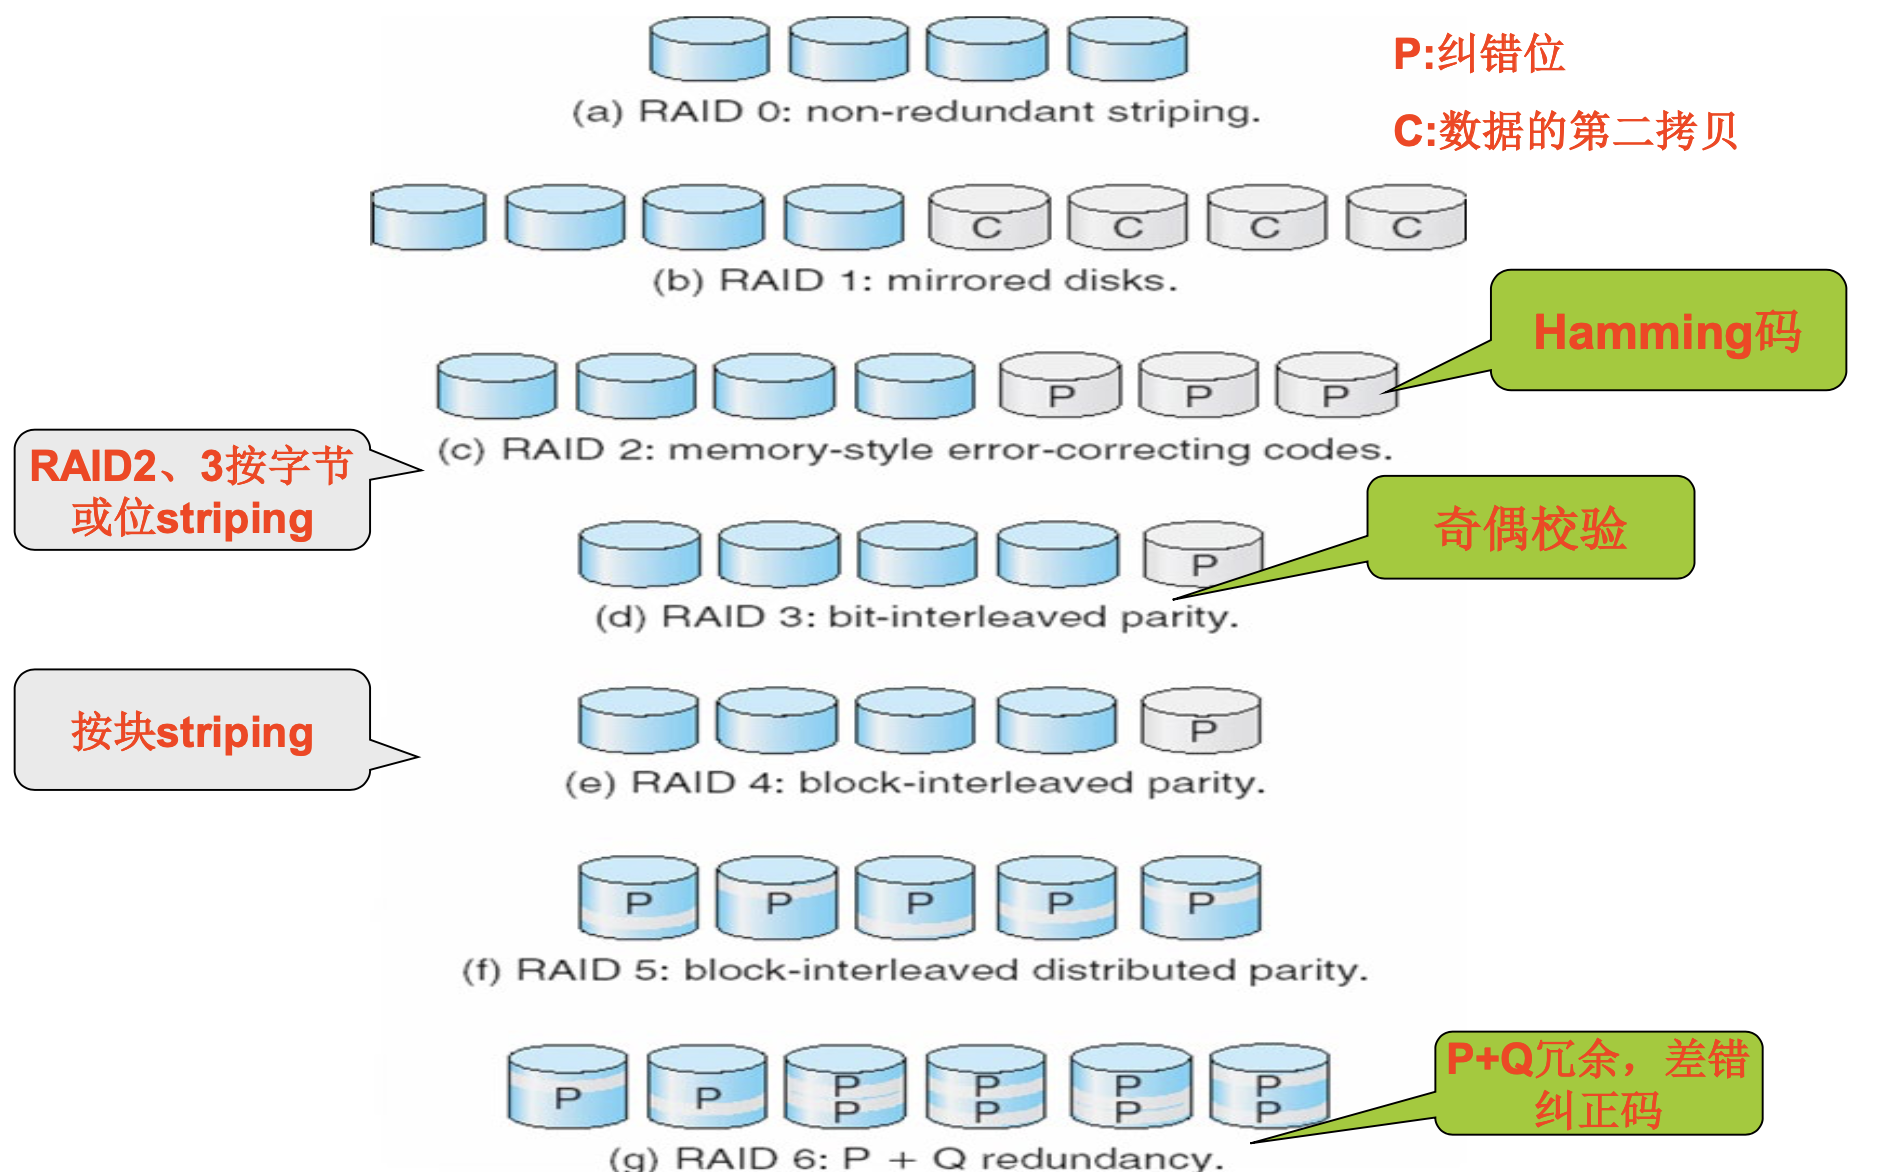 P:纠错位
(a) RAID 0: non-redundant striping.
C:数据的第二拷贝
C C C C
(b) RAID 1: mirrored disks.
Hamming码
P P P
(c) RAID 2: memory-style error-correcting codes.
RAID2、3按字节
或位striping
奇偶校验
P
(d) RAID 3: bit-interleaved parity.
按块striping
P
(e) RAID 4: block-interleaved parity.
P P P P P
(f) RAID 5: block-interleaved distributed parity.
P+Q冗余，差错
纠正码
P P P P P P
P P P P
(g) RAID 6: P + Q redundancy.